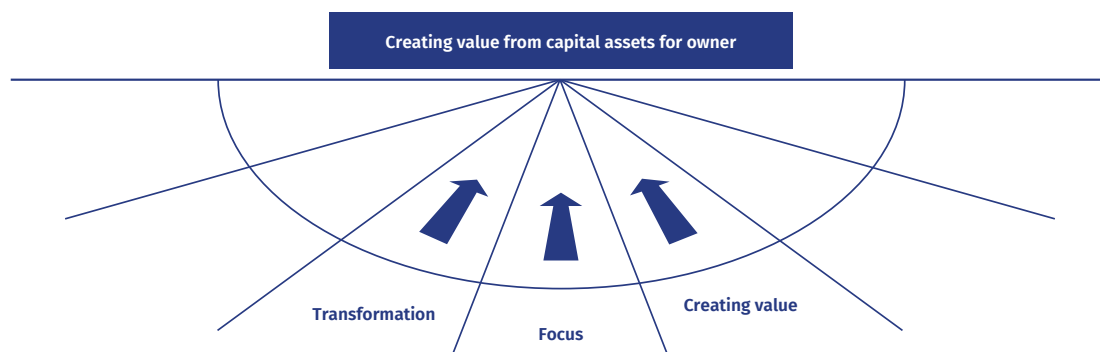 Creating value from capital assets for owner
Transformation
Focus
Creating value